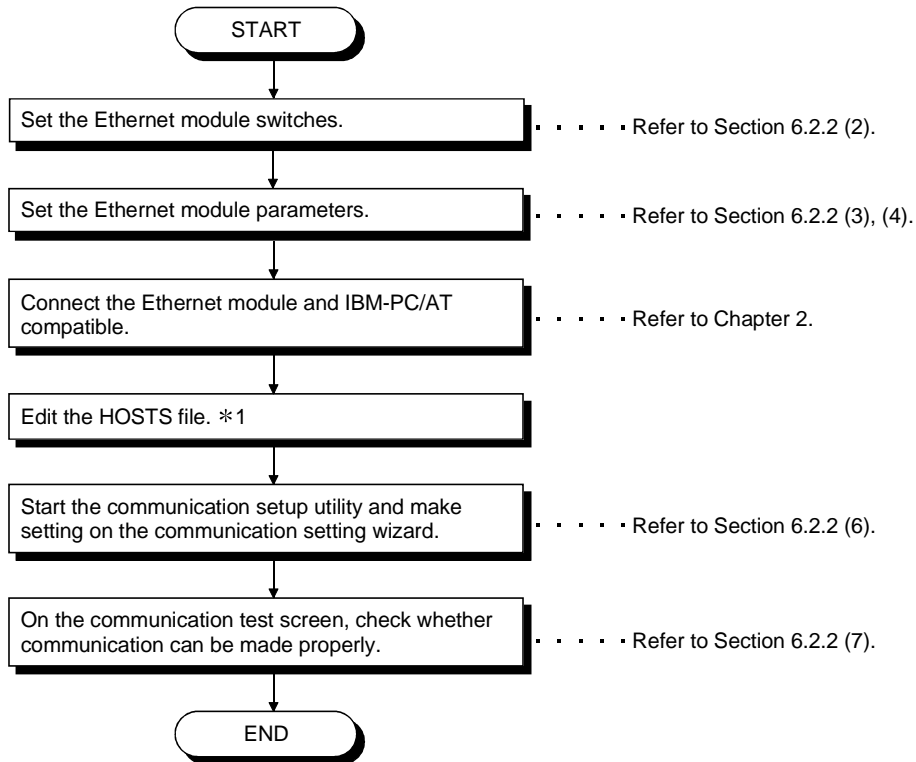 START
Set the Ethernet module switches.
· · · · · Refer to Section 6.2.2 (2).
Set the Ethernet module parameters.
· · · · · Refer to Section 6.2.2 (3), (4).
Connect the Ethernet module and IBM-PC/AT
compatible.
· · · · · Refer to Chapter 2.
Edit the HOSTS file. *1
Start the communication setup utility and make
setting on the communication setting wizard.
· · · · · Refer to Section 6.2.2 (6).
On the communication test screen, check whether
communication can be made properly.
· · · · · Refer to Section 6.2.2 (7).
END